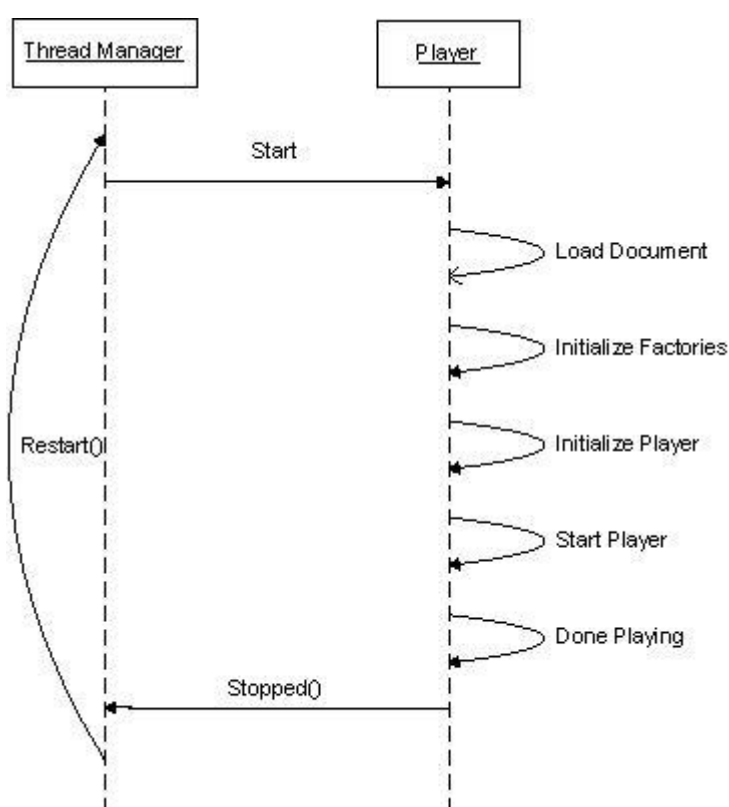 Thread Manager
Player
Start
Load Document
Initialize Factories
Restart()
Initialize Player
Start Player
Done Playing
Stopped()